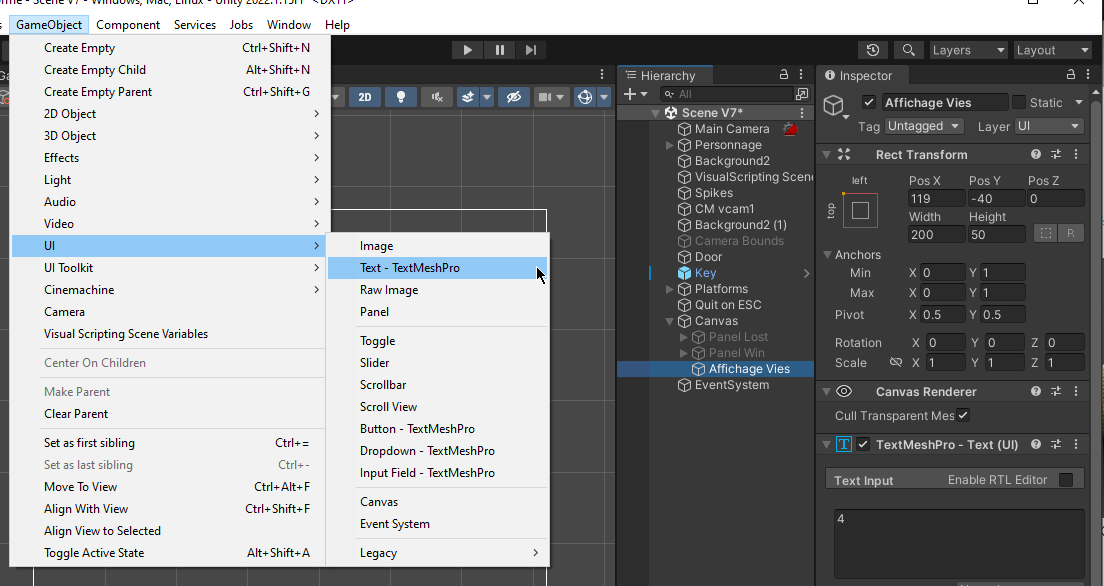 GameObject Component Services Jobs Window Help
Create Empty Ctrl+Shift+N
Create Empty Child Alt+Shift+N
Create Empty Parent Ctrl+Shift+G
2D Object
3D Object
Effects
Light
Audio
Video
UI
UI Toolkit
Cinemachine
Camera
Visual Scripting Scene Variables
Center On Children
Make Parent
Clear Parent
Set as first sibling Ctrl+=
Set as last sibling Ctrl+-
Move To View Ctrl+Alt+F
Align With View Ctrl+Shift+F
Align View to Selected
Toggle Active State Alt+Shift+A
Image
Text - TextMeshPro
Raw Image
Panel
Toggle
Slider
Scrollbar
Scroll View
Button - TextMeshPro
Dropdown - TextMeshPro
Input Field - TextMeshPro
Canvas
Event System
Legacy
Layers Layout
2D
Hierarchy
All
Scene V7*
Main Camera
Personnage
Background2
VisualScripting Scen
Spikes
CM vcam1
Background2 (1)
Camera Bounds
Door
Key
Platforms
Quit on ESC
Canvas
Panel Lost
Panel Win
Affichage Vies
EventSystem
Inspector
Affichage Vies Static
Tag Untagged Layer UI
Rect Transform
left
top
Pos X Pos Y Pos Z
119 -40 0
Width Height
200 50 R
Anchors
Min X 0 Y 1
Max X 0 Y 1
Pivot X 0.5 Y 0.5
Rotation X 0 Y 0 Z 0
Scale X 1 Y 1 Z 1
Canvas Renderer
Cull Transparent Mes
TextMeshPro - Text (UI)
Text Input Enable RTL Editor
4